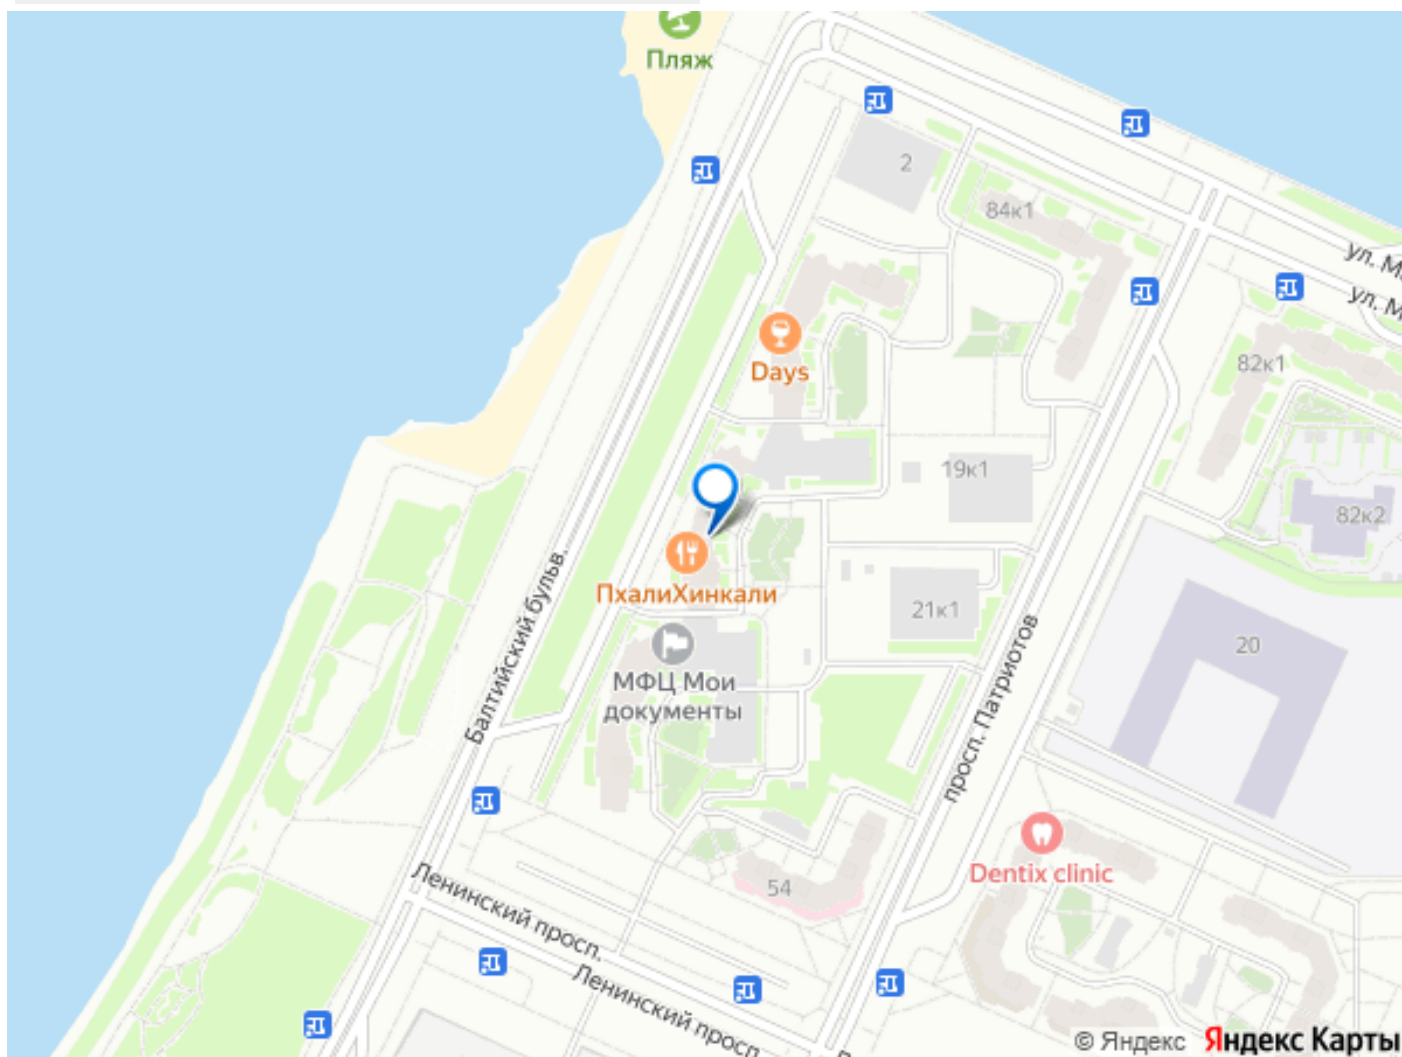 Пляж
2
84к1
ул. М
ул. М
Days
82к1
19к1
82к2
ПхалиХинкали
21к1
Балтийский бульв.
просп. Патриотов
20
МФЦ Мои
документы
Dentix clinic
54
Ленинский просп.
Ленинский просп.
© Яндекс Яндекс Карты